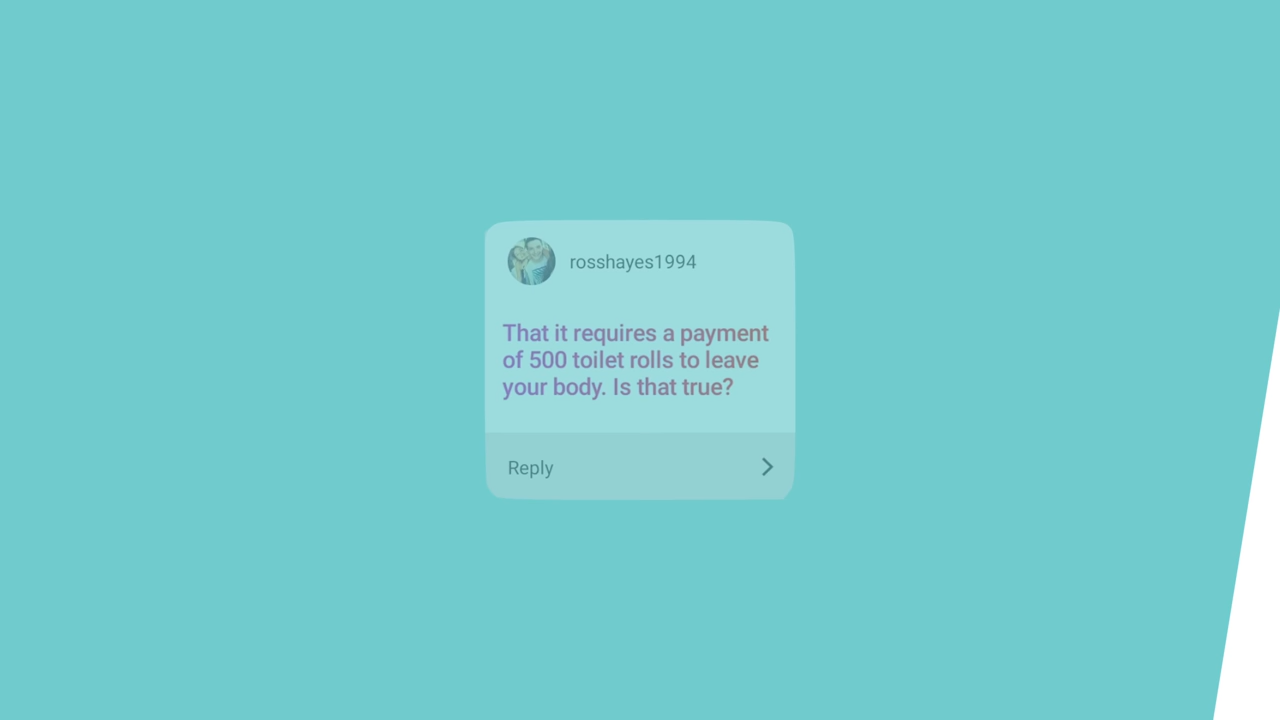 rosshayes1994
That it requires a payment
of 500 toilet rolls to leave
your body. Is that true?
Reply